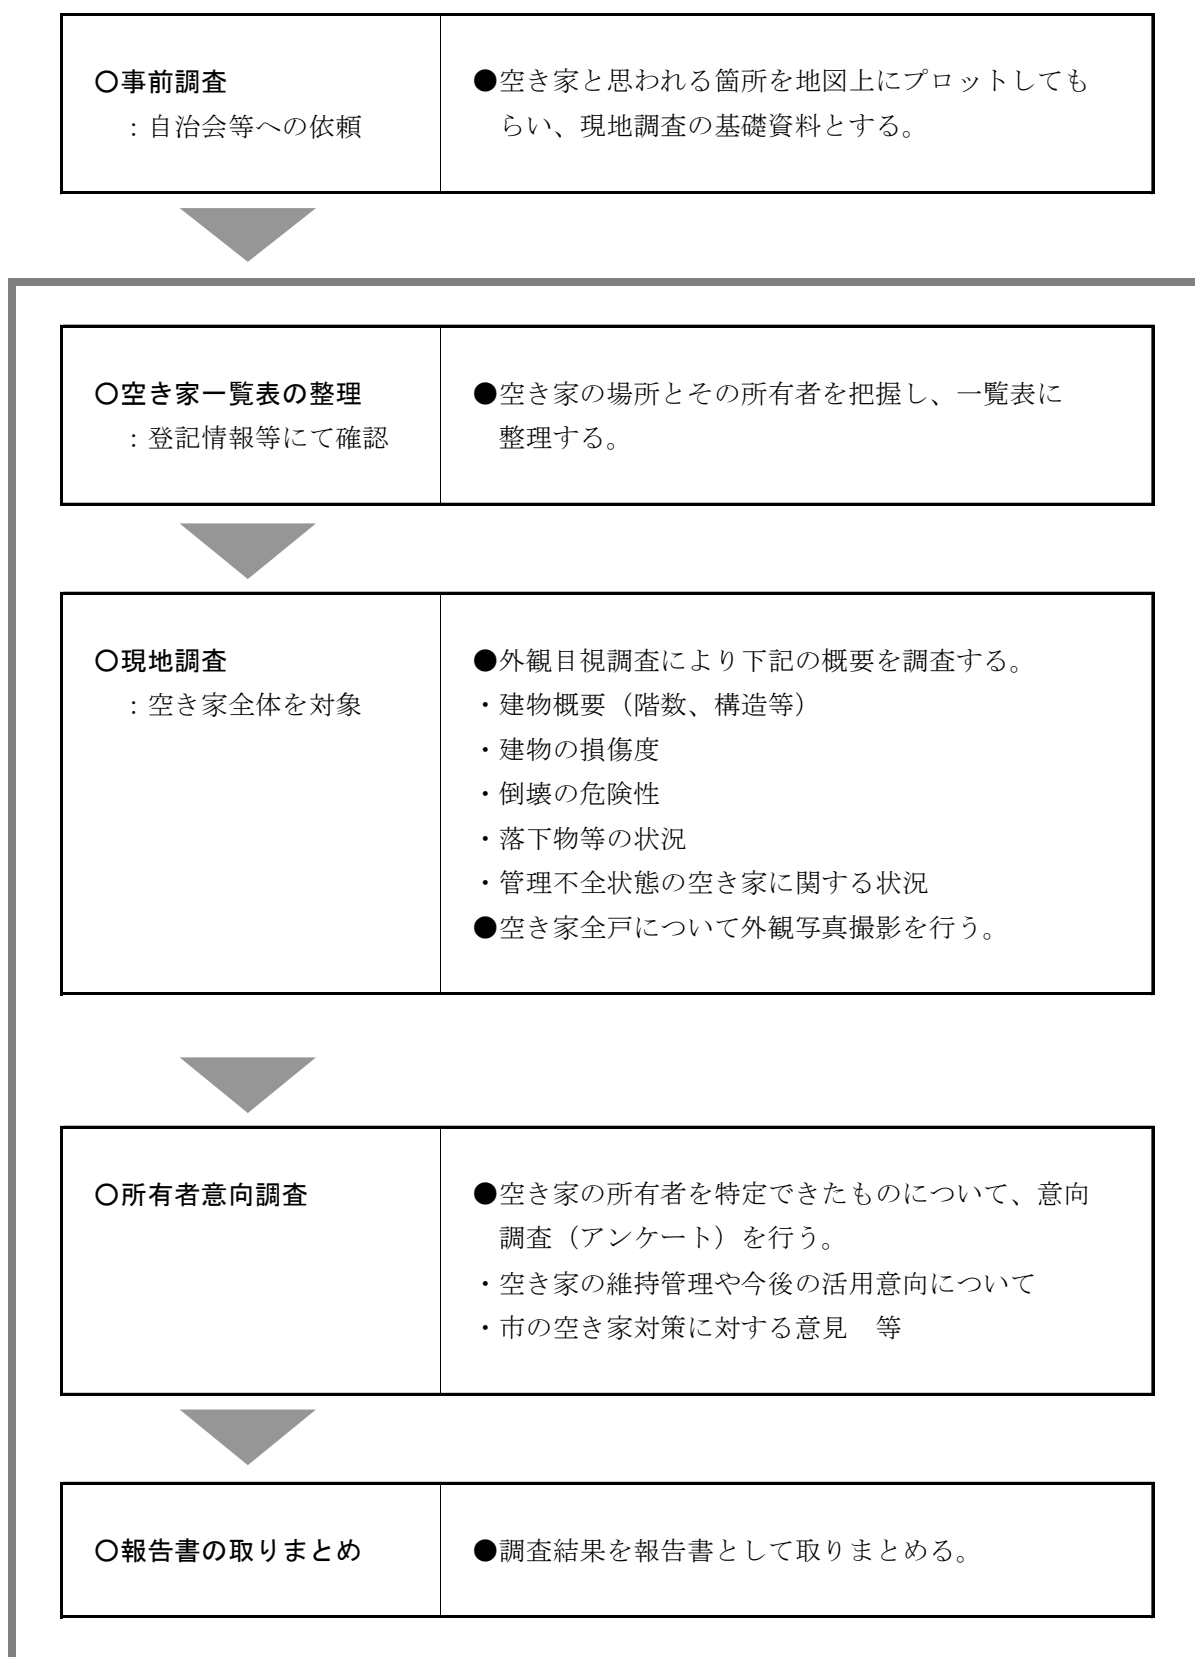 〇事前調査
：自治会等への依頼
●空き家と思われる箇所を地図上にプロットしても
らい、現地調査の基礎資料とする。
〇空き家一覧表の整理
：登記情報等にて確認
●空き家の場所とその所有者を把握し、一覧表に
整理する。
〇現地調査
：空き家全体を対象
●外観目視調査により下記の概要を調査する。
・建物概要（階数、構造等）
・建物の損傷度
・倒壊の危険性
・落下物等の状況
・管理不全状態の空き家に関する状況
●空き家全戸について外観写真撮影を行う。
〇所有者意向調査
●空き家の所有者を特定できたものについて、意向
調査（アンケート）を行う。
・空き家の維持管理や今後の活用意向について
・市の空き家対策に対する意見　等
〇報告書の取りまとめ
●調査結果を報告書として取りまとめる。